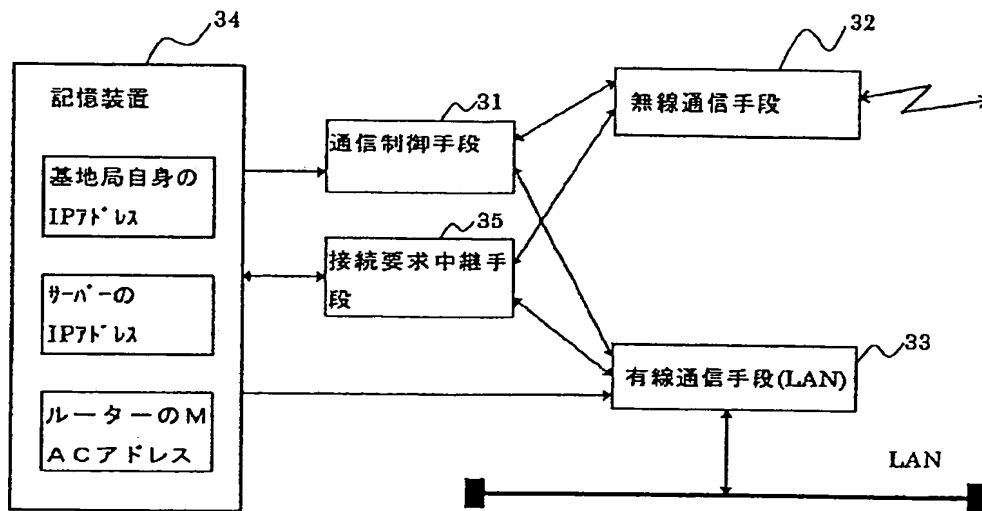 34
記憶装置
基地局自身の
IPｱﾄﾞﾚｽ
ｻｰﾊﾞｰの
IPｱﾄﾞﾚｽ
ルーターのM
ACアドレス
31
通信制御手段
35
接続要求中継手
段
32
無線通信手段
33
有線通信手段(LAN)
LAN